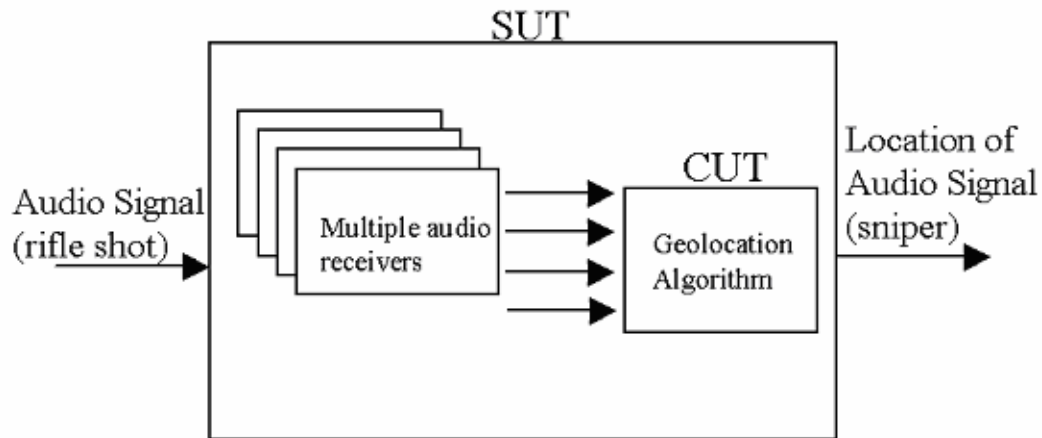 SUT
Audio Signal
(rifle shot)
Multiple audio
receivers
CUT
Geolocation
Algorithm
Location of
Audio Signal
(sniper)